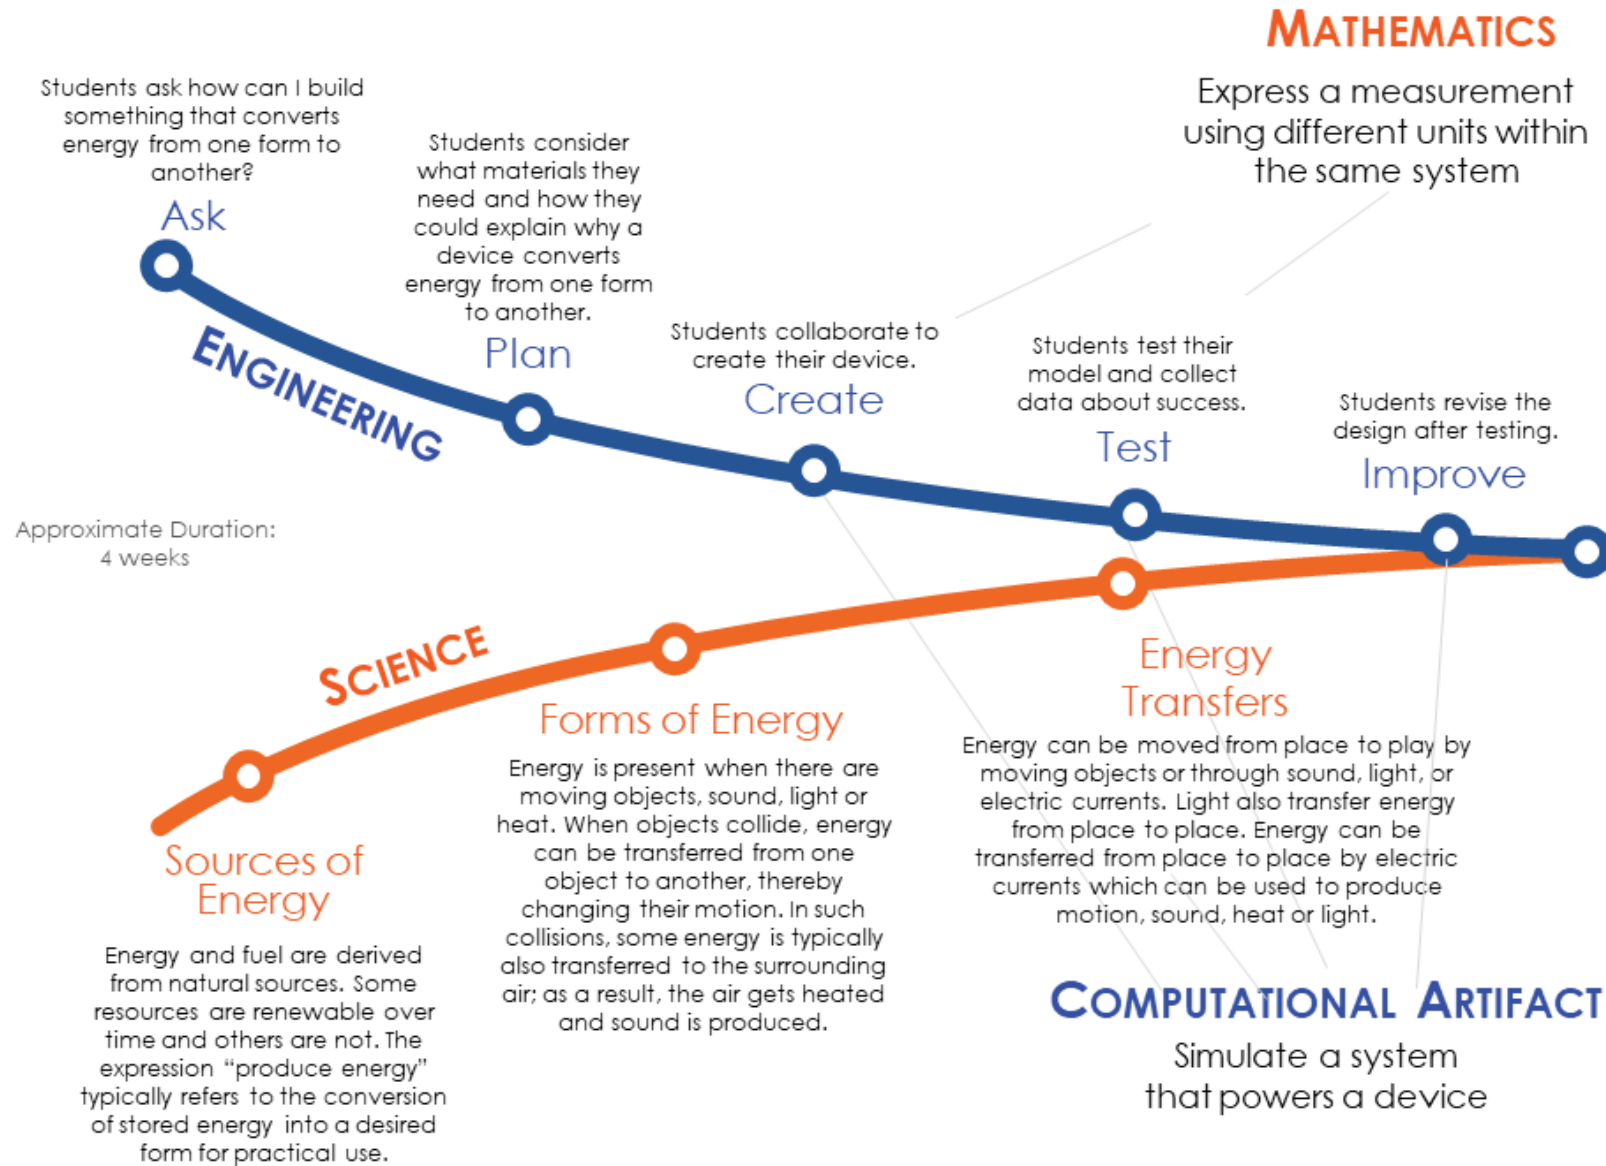 MATHEMATICS
Express a measurement
using different units within
the same system
Students ask how can I build
something that converts
energy from one form to
another?
Ask
Students consider
what materials they
need and how they
could explain why a
device converts
energy from one form
to another.
Plan
Students collaborate to
create their device.
Create
Students test their
model and collect
data about success.
Test
Students revise the
design after testing.
Improve
ENGINEERING
Approximate Duration:
4 weeks
SCIENCE
Sources of
Energy
Energy and fuel are derived
from natural sources. Some
resources are renewable over
time and others are not. The
expression “produce energy”
typically refers to the conversion
of stored energy into a desired
form for practical use.
Forms of Energy
Energy is present when there are
moving objects, sound, light or
heat. When objects collide, energy
can be transferred from one
object to another, thereby
changing their motion. In such
collisions, some energy is typically
also transferred to the surrounding
air; as a result, the air gets heated
and sound is produced.
Energy
Transfers
Energy can be moved from place to play by
moving objects or through sound, light, or
electric currents. Light also transfer energy
from place to place. Energy can be
transferred from place to place by electric
currents which can be used to produce
motion, sound, heat or light.
COMPUTATIONAL ARTIFACT
Simulate a system
that powers a device